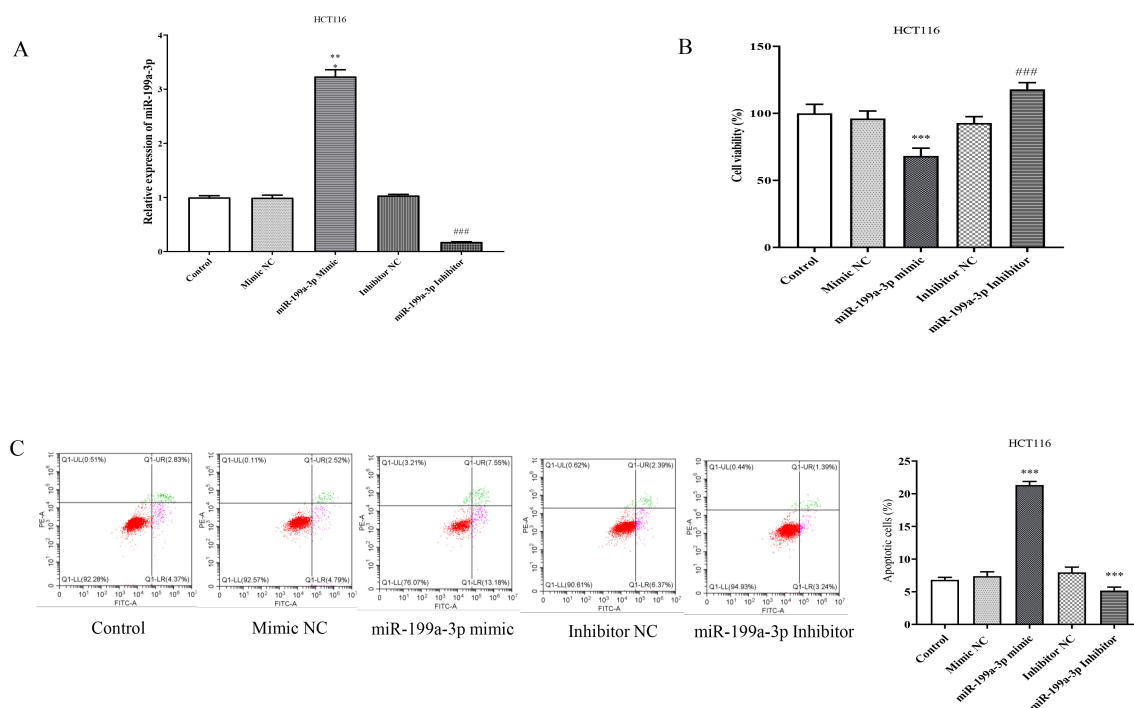 A
HCT116
Relative expression of miR-199a-3p
4
3
2
1
0
**
*
###
Control
Mimic NC
miR-199a-3p Mimic
Inhibitor NC
miR-199a-3p Inhibitor
B
HCT116
Cell viability (%)
150
100
50
0
***
###
Control
Mimic NC
miR-199a-3p mimic
Inhibitor NC
miR-199a-3p Inhibitor
C
Q1-UL(0.51%) Q1-UR(2.83%)
Q1-LL(92.28%) Q1-LR(4.37%)
PE-A
FITC-A
Control
Q1-UL(0.11%) Q1-UR(2.52%)
Q1-LL(92.57%) Q1-LR(4.79%)
PE-A
FITC-A
Mimic NC
Q1-UL(3.21%) Q1-UR(7.55%)
Q1-LL(76.07%) Q1-LR(13.18%)
PE-A
FITC-A
miR-199a-3p mimic
Q1-UL(0.62%) Q1-UR(2.39%)
Q1-LL(90.61%) Q1-LR(6.37%)
PE-A
FITC-A
Inhibitor NC
Q1-UL(0.44%) Q1-UR(1.39%)
Q1-LL(94.93%) Q1-LR(3.24%)
PE-A
FITC-A
miR-199a-3p Inhibitor
HCT116
Apoptotic cells (%)
25
20
15
10
5
0
***
***
Control
Mimic NC
miR-199a-3p mimic
Inhibitor NC
miR-199a-3p Inhibitor